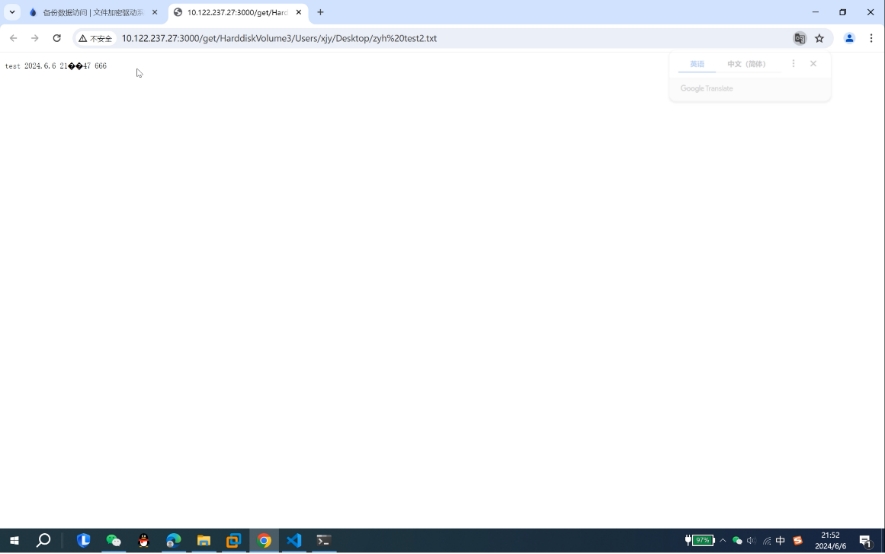 备份数据访问 | 文件加密驱动系
10.122.237.27:3000/get/Hard
不安全
10.122.237.27:3000/get/HarddiskVolume3/Users/xjy/Desktop/zyh%20test2.txt
test 2024.6.6 21��47 666
英语
中文（简体）
Google Translate
97%
中
21:52
2024/6/6
1